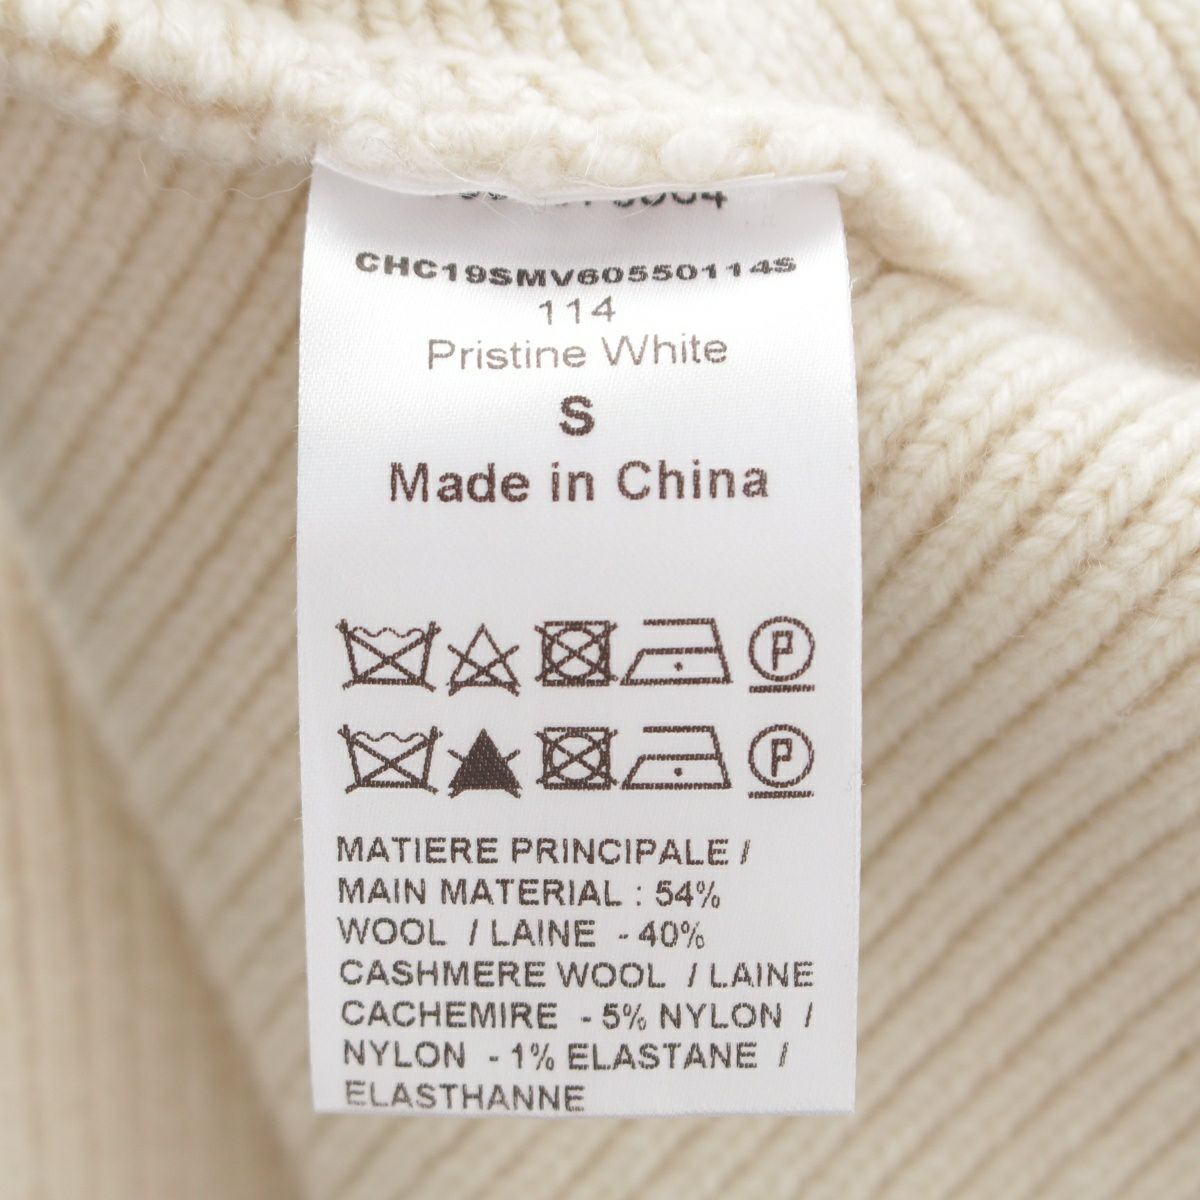 CHC19SMV60550114S
114
Pristine White
S
Made in China
P
P
MATIERE PRINCIPALE /
MAIN MATERIAL : 54%
WOOL / LAINE - 40%
CASHMERE WOOL / LAINE
CACHEMIRE - 5% NYLON /
NYLON - 1% ELASTANE /
ELASTHANNE